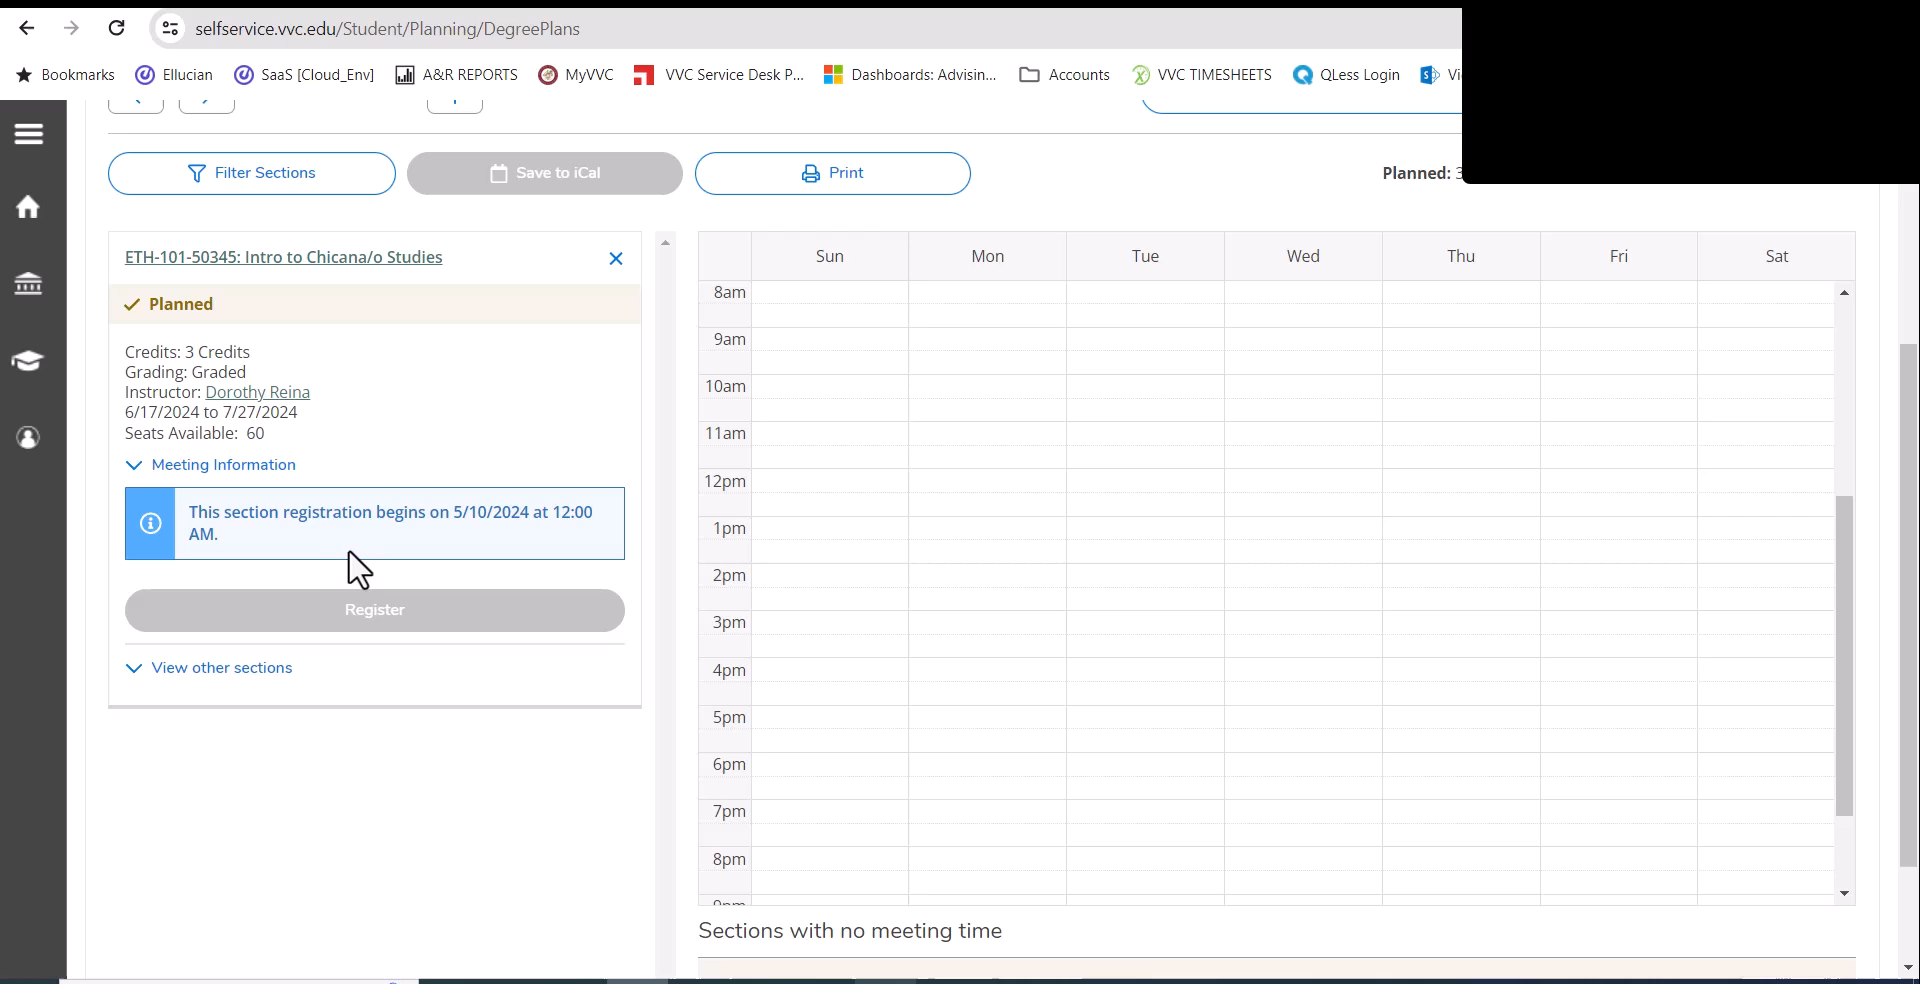 selfservice.vvc.edu/Student/Planning/DegreePlans
Bookmarks Ellucian SaaS [Cloud_Env] A&R REPORTS MyVVC VVC Service Desk P... Dashboards: Advisin... Accounts VVC TIMESHEETS QLess Login
Filter Sections Save to iCal Print Planned: 3
ETH-101-50345: Intro to Chicana/o Studies
Planned
Credits: 3 Credits
Grading: Graded
Instructor: Dorothy Reina
6/17/2024 to 7/27/2024
Seats Available: 60
Meeting Information
This section registration begins on 5/10/2024 at 12:00
AM.
Register
View other sections
Sun Mon Tue Wed Thu Fri Sat
8am
9am
10am
11am
12pm
1pm
2pm
3pm
4pm
5pm
6pm
7pm
8pm
Sections with no meeting time